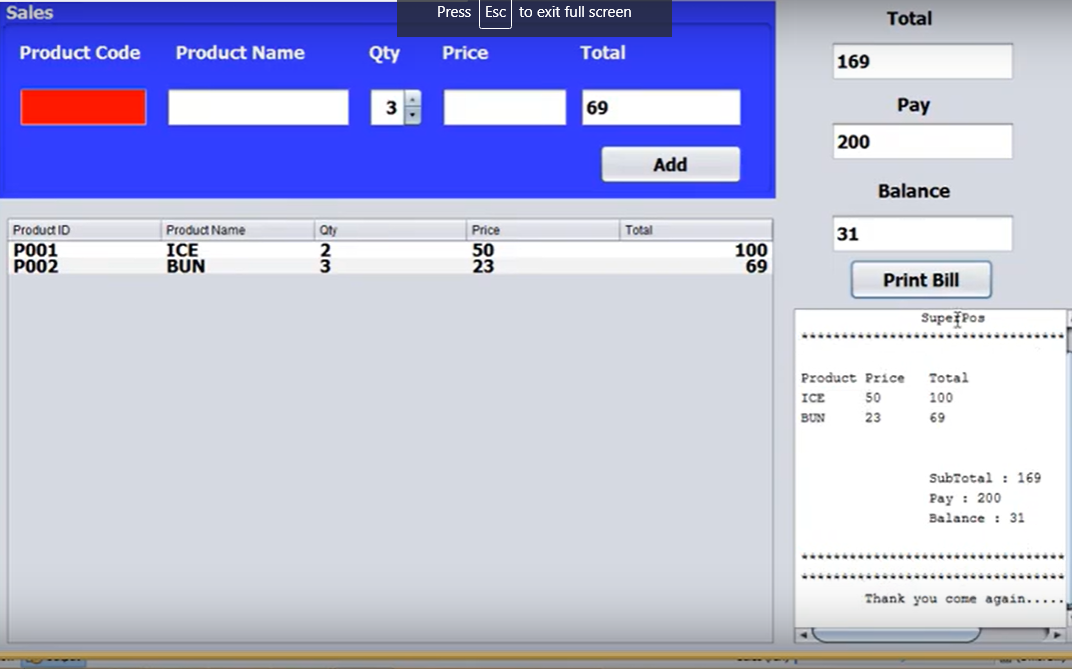 Sales
Press Esc to exit full screen
Product Code Product Name Qty Price Total
3 69
Add
Product ID Product Name Qty Price Total
P001 ICE 2 50 100
P002 BUN 3 23 69
Total
169
Pay
200
Balance
31
Print Bill
SuperPos
*********************************
Product Price Total
ICE 50 100
BUN 23 69
SubTotal : 169
Pay : 200
Balance : 31
*********************************
*********************************
Thank you come again.....